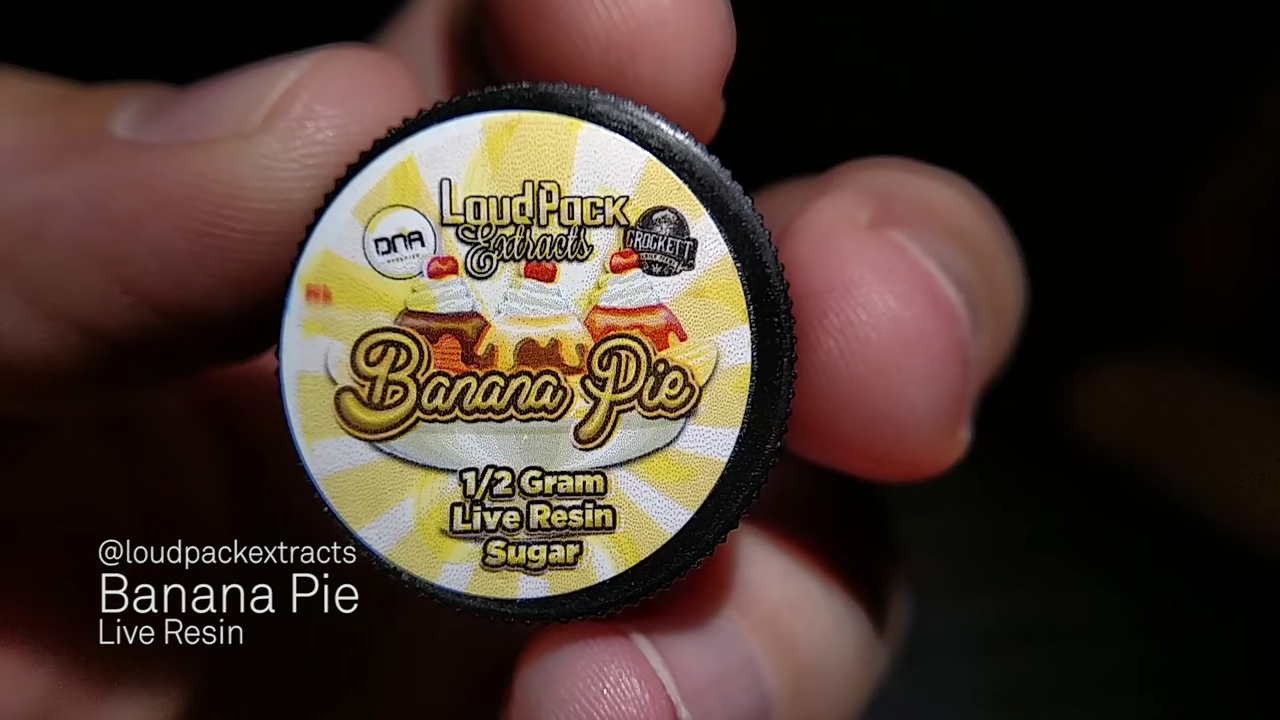 LoudPack
Extracts
DNA
CROCKETT
Banana Pie
1/2 Gram
Live Resin
Sugar
@loudpackextracts
Banana Pie
Live Resin